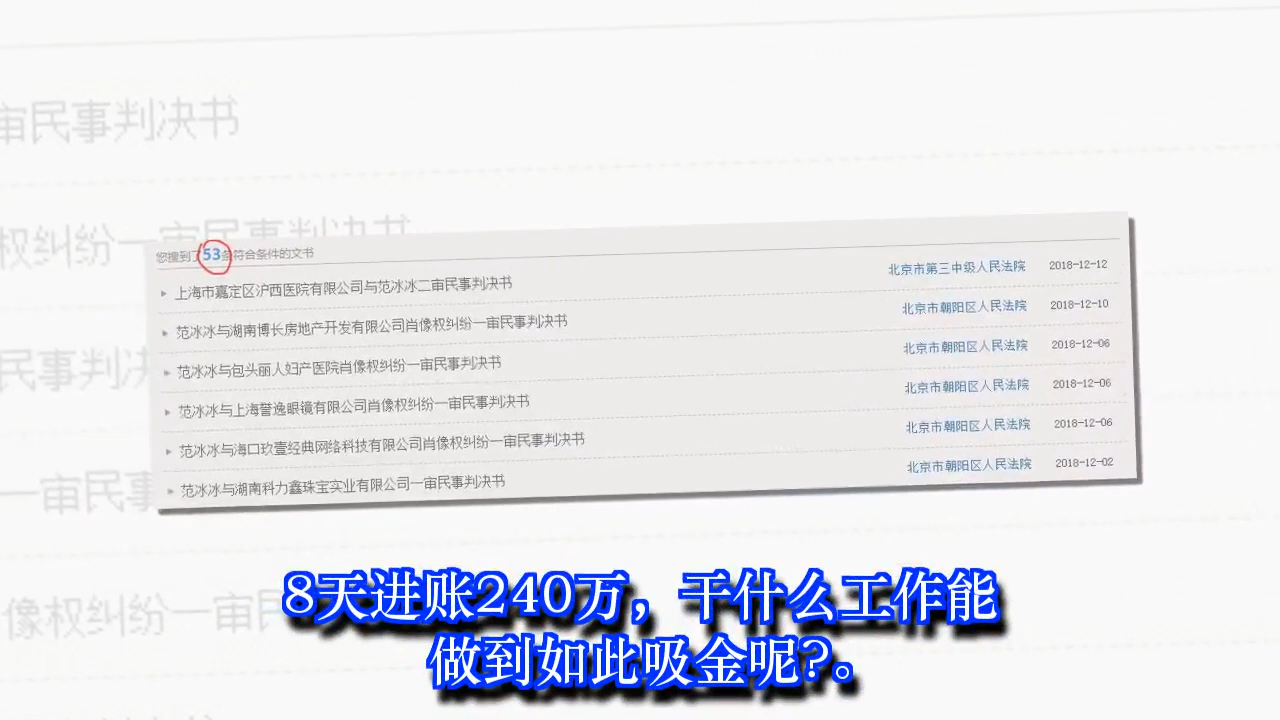 审民事判决书
权纠纷一审民事判决书
您搜到了53条符合条件的文书
上海市嘉定区沪西医院有限公司与范冰冰二审民事判决书 北京市第三中级人民法院 2018-12-12
范冰冰与湖南博长房地产开发有限公司肖像权纠纷一审民事判决书 北京市朝阳区人民法院 2018-12-10
范冰冰与包头丽人妇产医院肖像权纠纷一审民事判决书 北京市朝阳区人民法院 2018-12-06
民事判决
范冰冰与上海誉逸眼镜有限公司肖像权纠纷一审民事判决书 北京市朝阳区人民法院 2018-12-06
范冰冰与海口玖壹经典网络科技有限公司肖像权纠纷一审民事判决书 北京市朝阳区人民法院 2018-12-06
一审民事
范冰冰与湖南科力鑫珠宝实业有限公司一审民事判决书 北京市朝阳区人民法院 2018-12-02
像权纠纷一审民
8天进账240万，干什么工作能
做到如此吸金呢?。